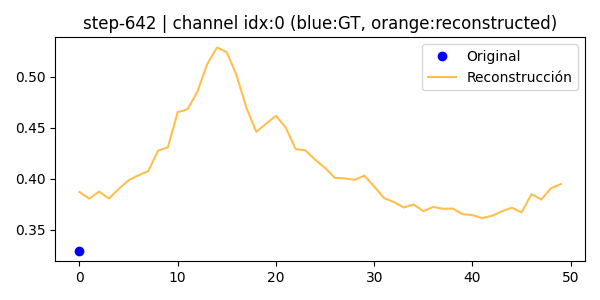 step-642 | channel idx:0 (blue:GT, orange:reconstructed)
Original
Reconstrucción
0.50
0.45
0.40
0.35
0 10 20 30 40 50